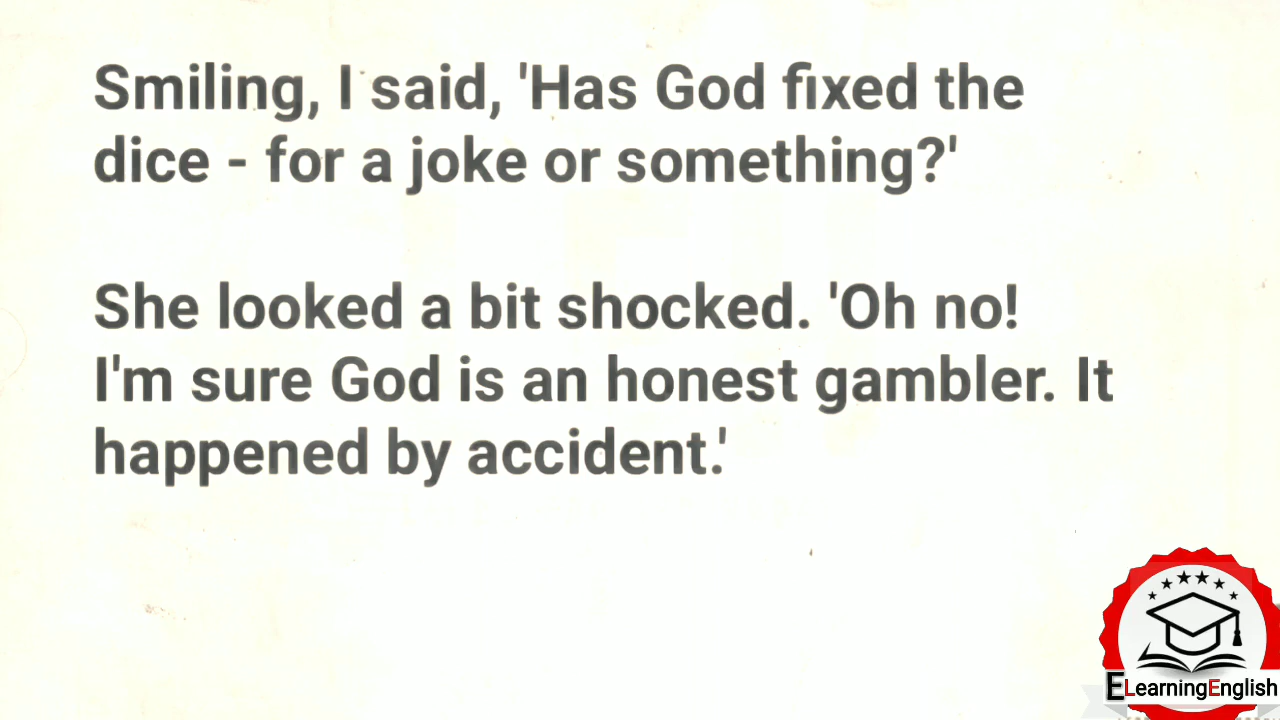 Smiling, I said, 'Has God fixed the
dice - for a joke or something?'
She looked a bit shocked. 'Oh no!
I'm sure God is an honest gambler. It
happened by accident.'
ELearningEnglish